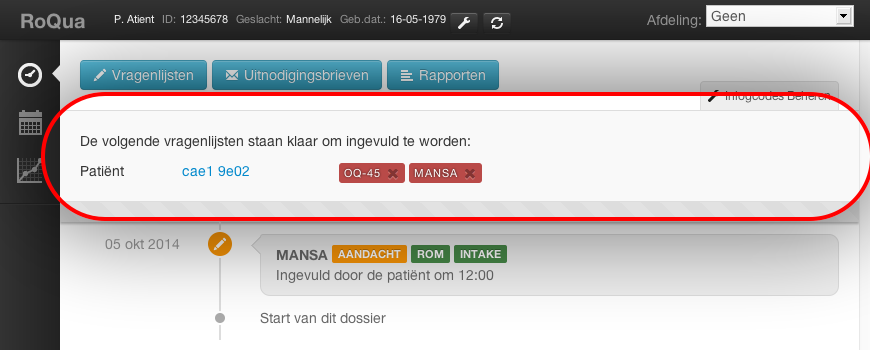 RoQua P. Atient ID: 12345678 Geslacht: Mannelijk Geb.dat.: 16-05-1979 Afdeling: Geen
Vragenlijsten Uitnodigingsbrieven Rapporten
Inlogcodes Beheren
De volgende vragenlijsten staan klaar om ingevuld te worden:
Patiënt cae1 9e02 OQ-45 MANSA
05 okt 2014 MANSA AANDACHT ROM INTAKE
Ingevuld door de patiënt om 12:00
Start van dit dossier